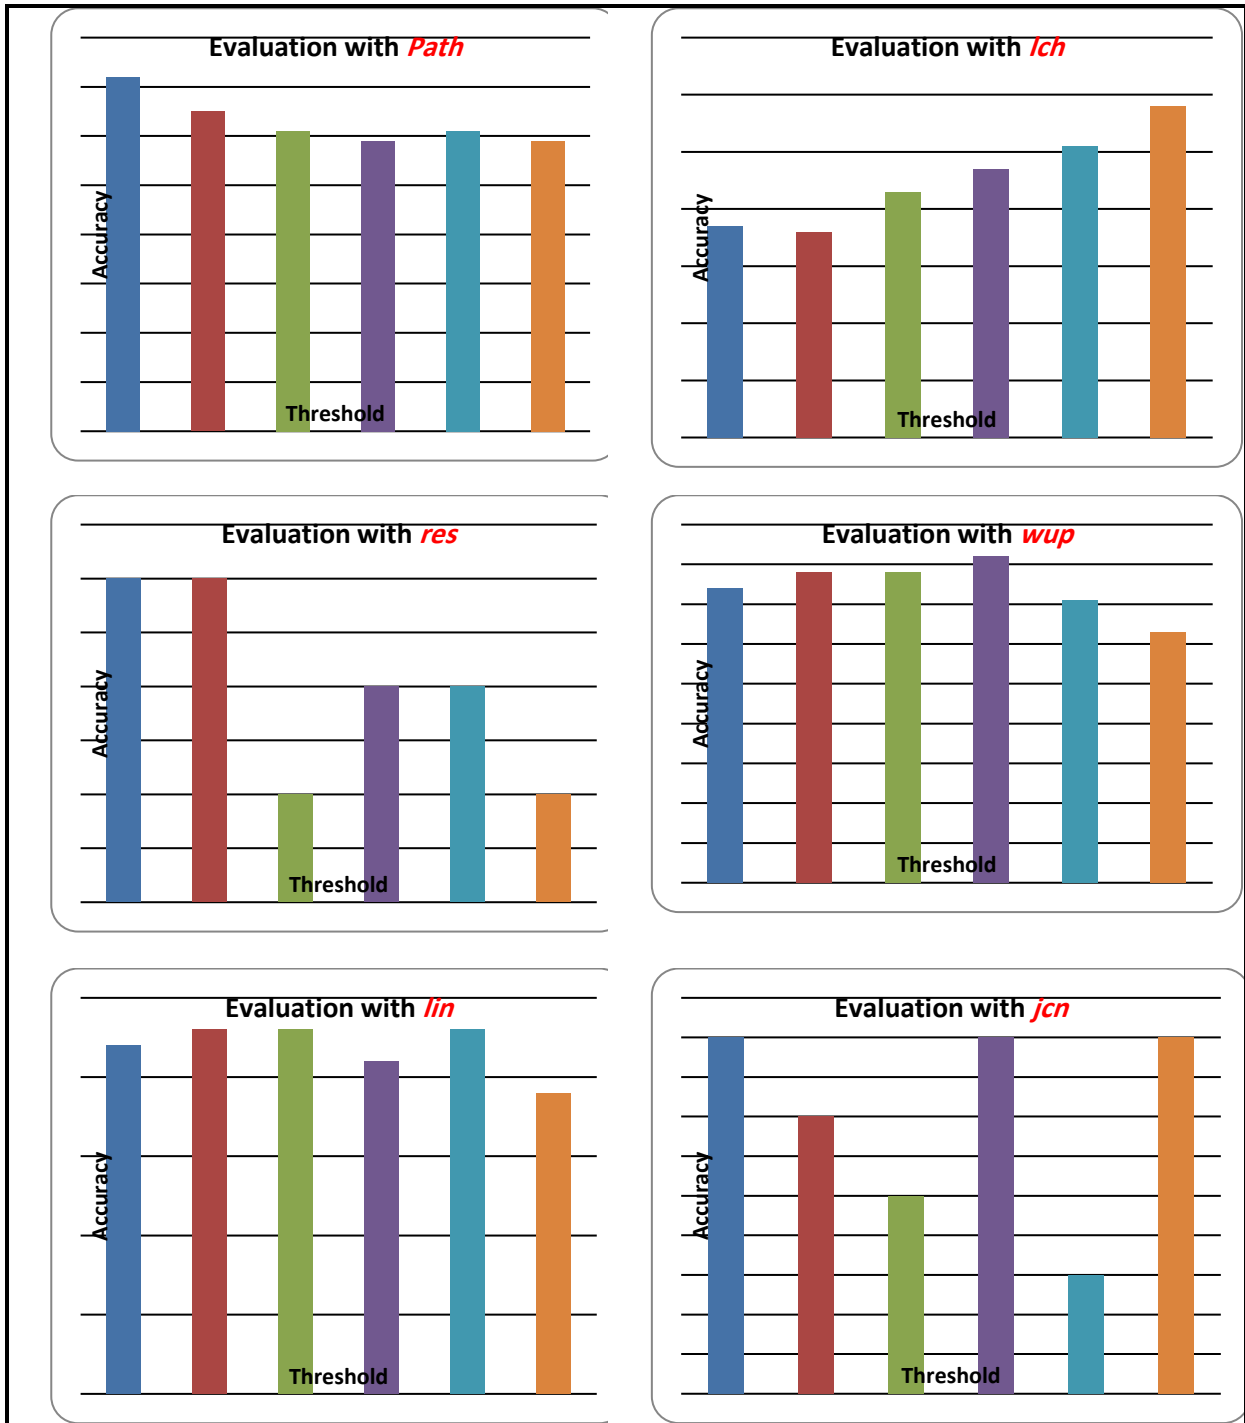 Evaluation with Path
Accuracy
Threshold
Evaluation with lch
Accuracy
Threshold
Evaluation with res
Accuracy
Threshold
Evaluation with wup
Accuracy
Threshold
Evaluation with lin
Accuracy
Threshold
Evaluation with jcn
Accuracy
Threshold